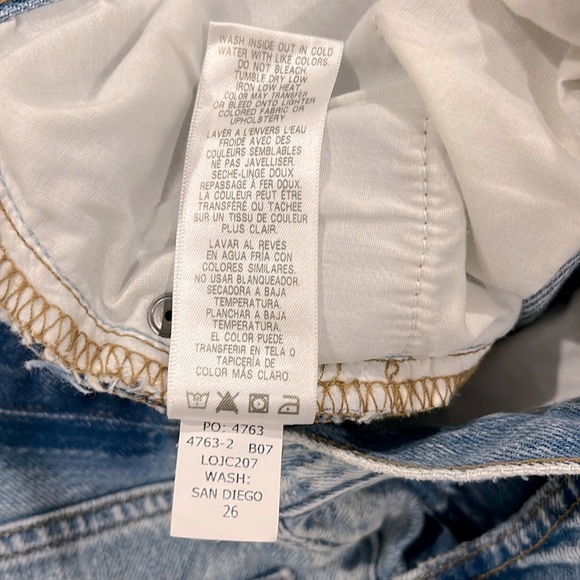 WASH INSIDE OUT IN COLD
WATER WITH LIKE COLORS.
DO NOT BLEACH.
TUMBLE DRY LOW.
IRON LOW HEAT.
COLOR MAY TRANSFER
OR BLEED ONTO LIGHTER
COLORED FABRIC OR
UPHOLSTERY
LAVÉR A L'ENVERS L'EAU
FROIDE AVEC DES
COULEURS SEMBLABLES
NÉ PAS JAVELLISER.
SECHE-LINGE DOUX
REPASSAGE À FER DOUX.
LA COULEUR PEUT ÊTRE
TRANSFÉRÉ OU TACHÉE
SUR UN TISSU DE COULEUR
PLUS CLAIR.
LAVAR AL REVÉS
EN AGUA FRÍA CON
COLORES SIMILARES.
NO USAR BLANQUEADOR.
SECADORA A BAJA
TEMPERATURA.
PLANCHAR A BAJA
TEMPERATURA.
EL COLOR PUEDE
TRANSFERIR EN TELA O
TAPICERÍA DE
COLOR MÁS CLARO.
PO: 4763
4763-2 B07
LOJC207
WASH:
SAN DIEGO
26